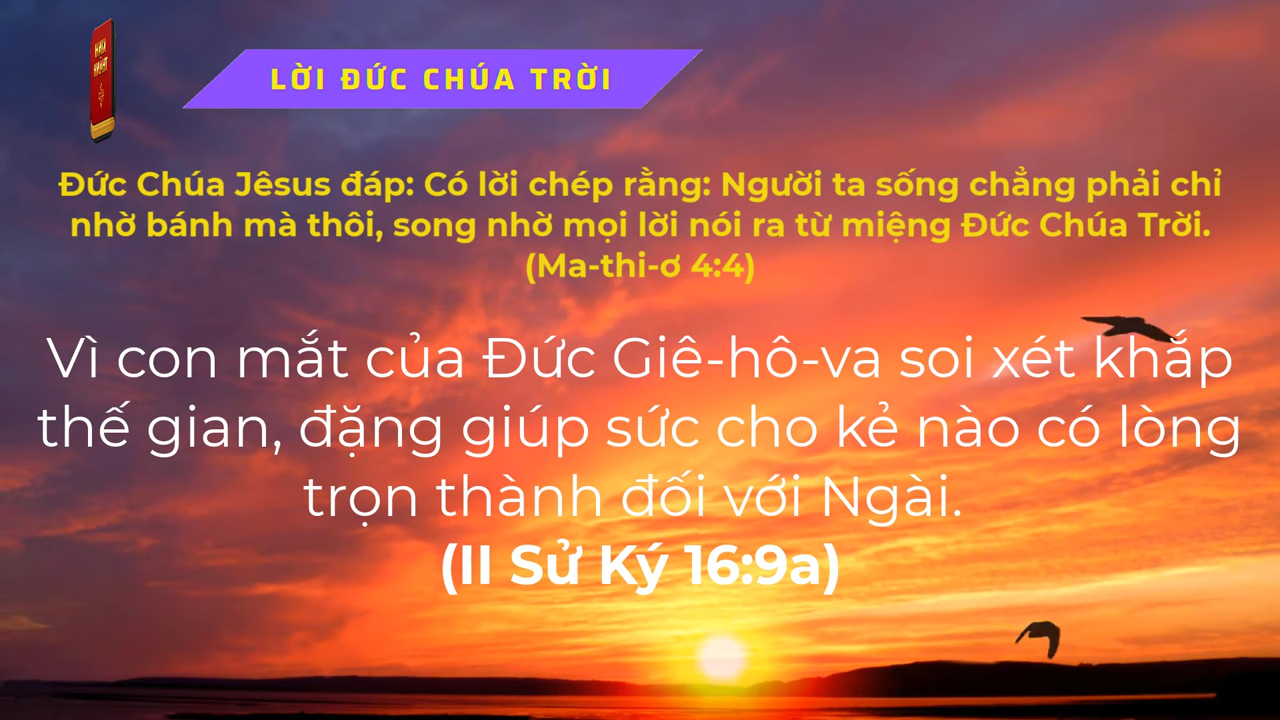 LỜI ĐỨC CHÚA TRỜI
Đức Chúa Jêsus đáp: Có lời chép rằng: Người ta sống chẳng phải chỉ
nhờ bánh mà thôi, song nhờ mọi lời nói ra từ miệng Đức Chúa Trời.
(Ma-thi-ơ 4:4)
Vì con mắt của Đức Giê-hô-va soi xét khắp
thế gian, đặng giúp sức cho kẻ nào có lòng
trọn thành đối với Ngài.
(II Sử Ký 16:9a)